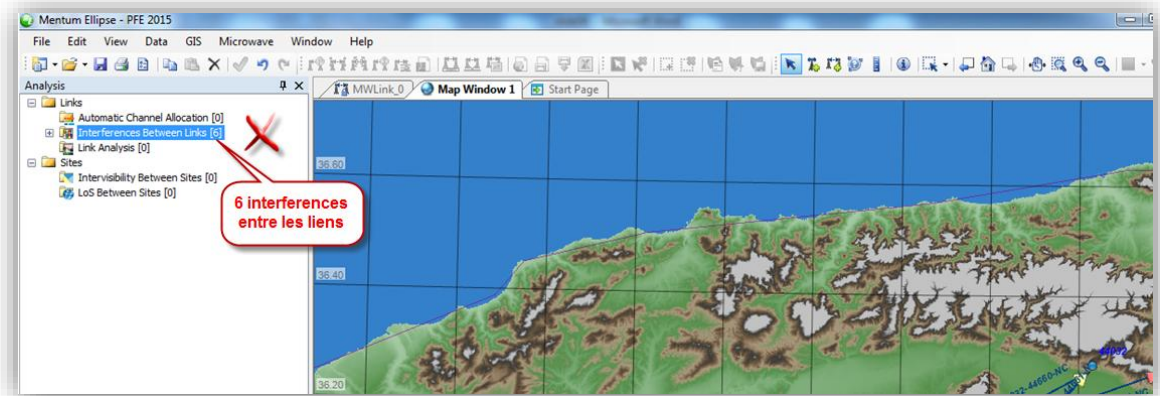 Mentum Ellipse - PFE 2015
File Edit View Data GIS Microwave Window Help
Analysis
MWLink_0 Map Window 1 Start Page
Links
Automatic Channel Allocation [0]
Interferences Between Links [6]
Link Analysis [0]
Sites
Intervisibility Between Sites [0]
LoS Between Sites [0]
6 interferences
entre les liens
36.60
36.40
36.20
44032